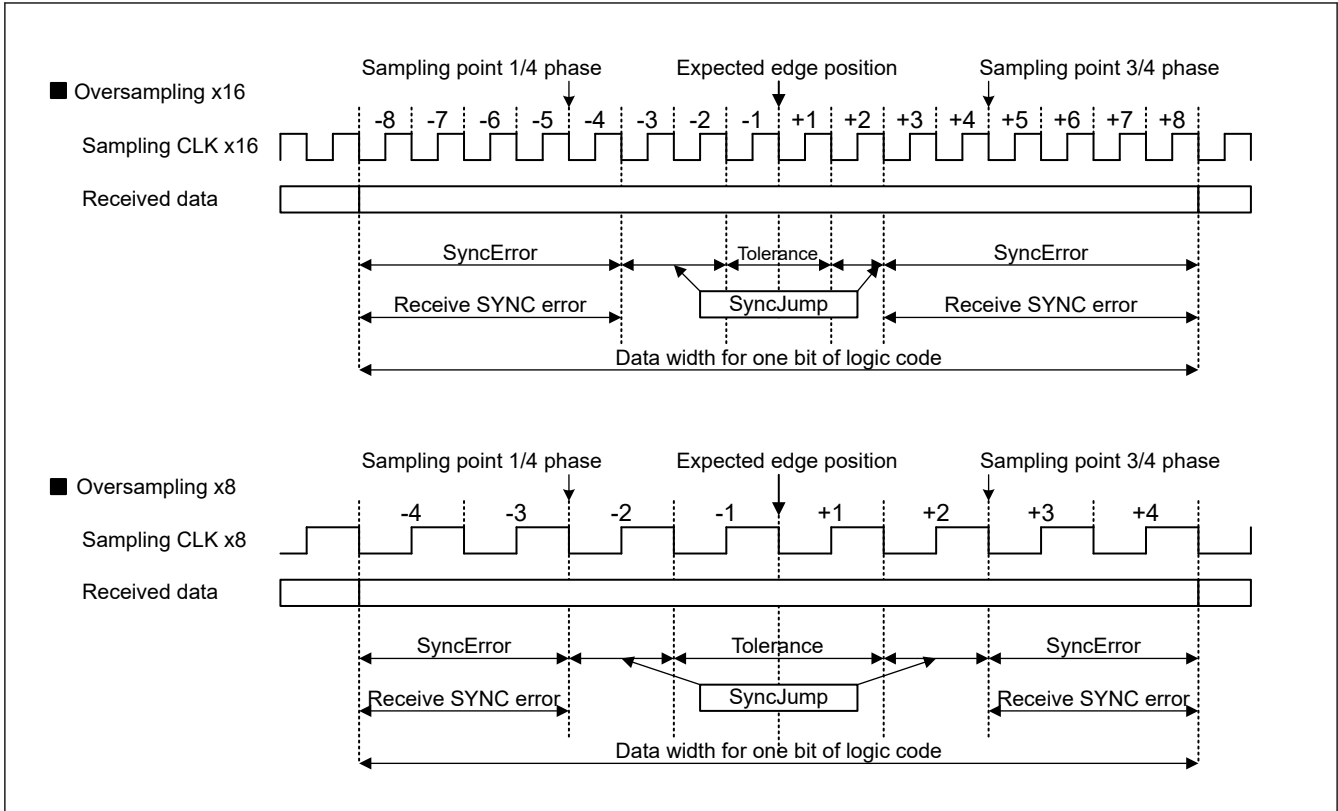 Sampling point 1/4 phase Expected edge position Sampling point 3/4 phase
■ Oversampling x16
-8 -7 -6 -5 -4 -3 -2 -1 +1 +2 +3 +4 +5 +6 +7 +8
Sampling CLK x16
Received data
SyncError Tolerance SyncError
Receive SYNC error SyncJump Receive SYNC error
Data width for one bit of logic code
Sampling point 1/4 phase Expected edge position Sampling point 3/4 phase
■ Oversampling x8
-4 -3 -2 -1 +1 +2 +3 +4
Sampling CLK x8
Received data
SyncError Tolerance SyncError
Receive SYNC error SyncJump Receive SYNC error
Data width for one bit of logic code